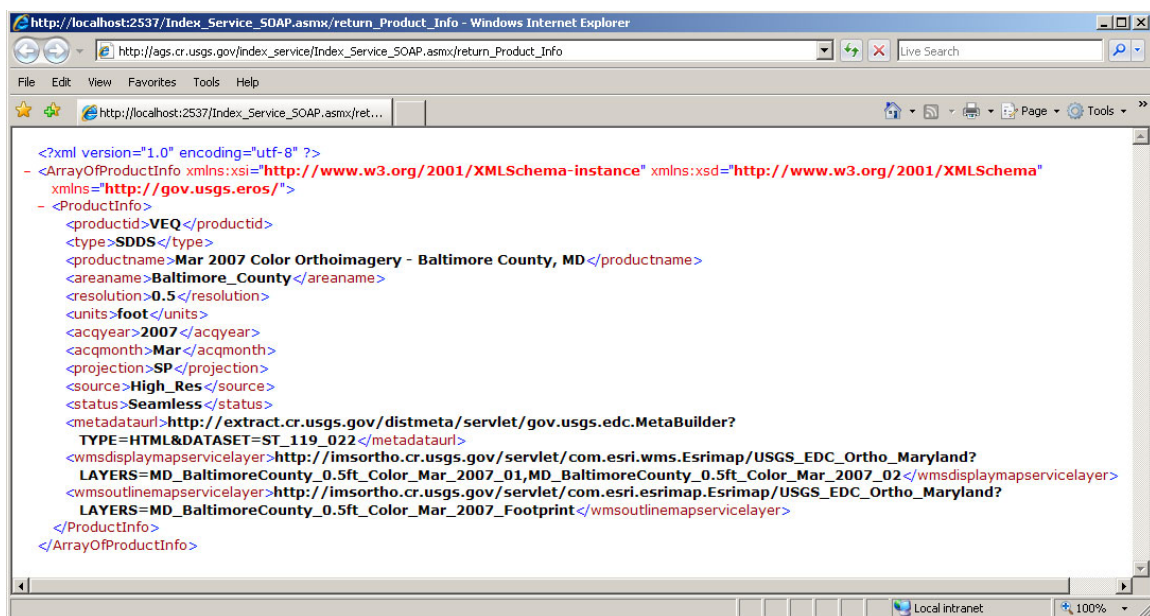 http://localhost:2537/Index_Service_SOAP.asmx/return_Product_Info - Windows Internet Explorer
http://ags.cr.usgs.gov/index_service/Index_Service_SOAP.asmx/return_Product_Info Live Search
File Edit View Favorites Tools Help
http://localhost:2537/Index_Service_SOAP.asmx/ret... Page Tools »
<?xml version="1.0" encoding="utf-8" ?>
- <ArrayOfProductInfo xmlns:xsi="http://www.w3.org/2001/XMLSchema-instance" xmlns:xsd="http://www.w3.org/2001/XMLSchema"
xmlns="http://gov.usgs.eros/">
- <ProductInfo>
<productid>VEQ</productid>
<type>SDDS</type>
<productname>Mar 2007 Color Orthoimagery - Baltimore County, MD</productname>
<areaname>Baltimore_County</areaname>
<resolution>0.5</resolution>
<units>foot</units>
<acqyear>2007</acqyear>
<acqmonth>Mar</acqmonth>
<projection>SP</projection>
<source>High_Res</source>
<status>Seamless</status>
<metadataurl>http://extract.cr.usgs.gov/distmeta/servlet/gov.usgs.edc.MetaBuilder?
TYPE=HTML&DATASET=ST_119_022</metadataurl>
<wmsdisplaymapservicelayer>http://imsortho.cr.usgs.gov/servlet/com.esri.wms.Esrimap/USGS_EDC_Ortho_Maryland?
LAYERS=MD_BaltimoreCounty_0.5ft_Color_Mar_2007_01,MD_BaltimoreCounty_0.5ft_Color_Mar_2007_02</wmsdisplaymapservicelayer>
<wmsoutlinemapservicelayer>http://imsortho.cr.usgs.gov/servlet/com.esri.esrimap.Esrimap/USGS_EDC_Ortho_Maryland?
LAYERS=MD_BaltimoreCounty_0.5ft_Color_Mar_2007_Footprint</wmsoutlinemapservicelayer>
</ProductInfo>
</ArrayOfProductInfo>
Local intranet 100%